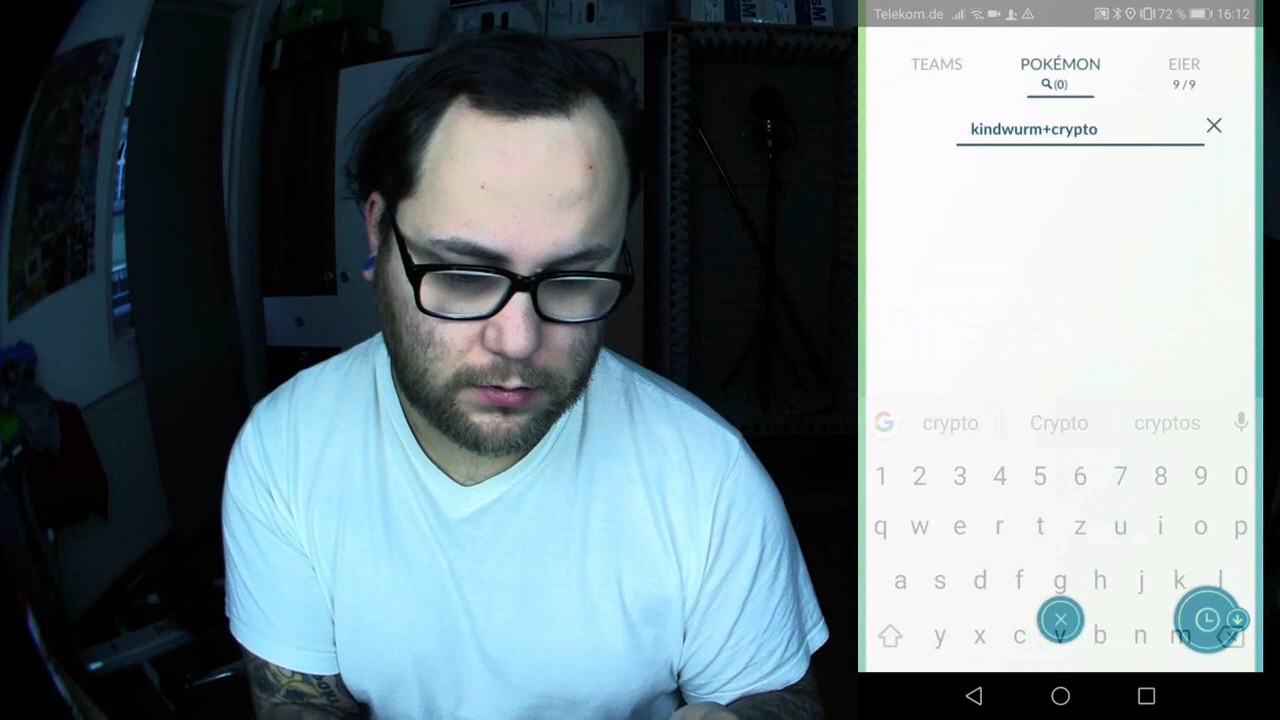 Telekom.de 72 % 16:12
TEAMS POKÉMON EIER
(0) 9 / 9
kindwurm+crypto
crypto Crypto cryptos
1 2 3 4 5 6 7 8 9 0
q w e r t z u i o p
a s d f g h j k l
y x c v b n m